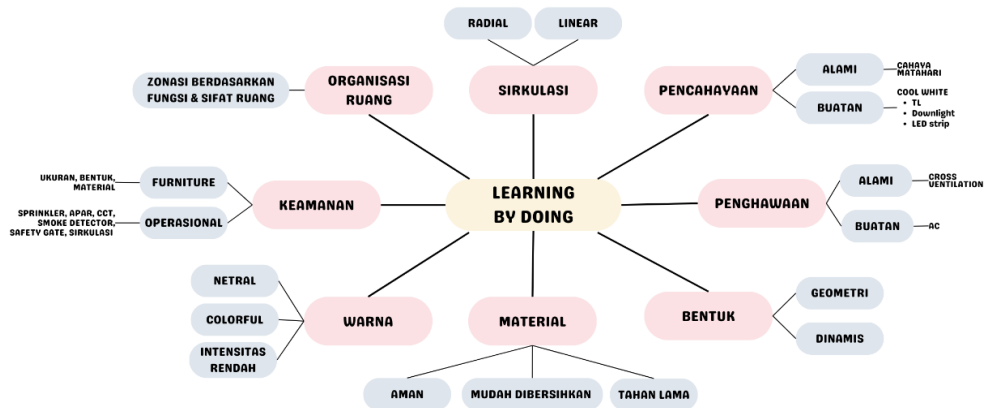 RADIAL
LINEAR
ZONASI BERDASARKAN
FUNGSI & SIFAT RUANG
ORGANISASI
RUANG
SIRKULASI
PENCAHAYAAN
ALAMI
CAHAYA
MATAHARI
BUATAN
COOL WHITE
• TL
• Downlight
• LED strip
UKURAN, BENTUK,
MATERIAL
FURNITURE
SPRINKLER, APAR, CCT,
SMOKE DETECTOR,
SAFETY GATE, SIRKULASI
OPERASIONAL
KEAMANAN
LEARNING
BY DOING
PENGHAWAAN
ALAMI
CROSS
VENTILATION
BUATAN
AC
NETRAL
COLORFUL
INTENSITAS
RENDAH
WARNA
MATERIAL
BENTUK
GEOMETRI
DINAMIS
AMAN
MUDAH DIBERSIHKAN
TAHAN LAMA